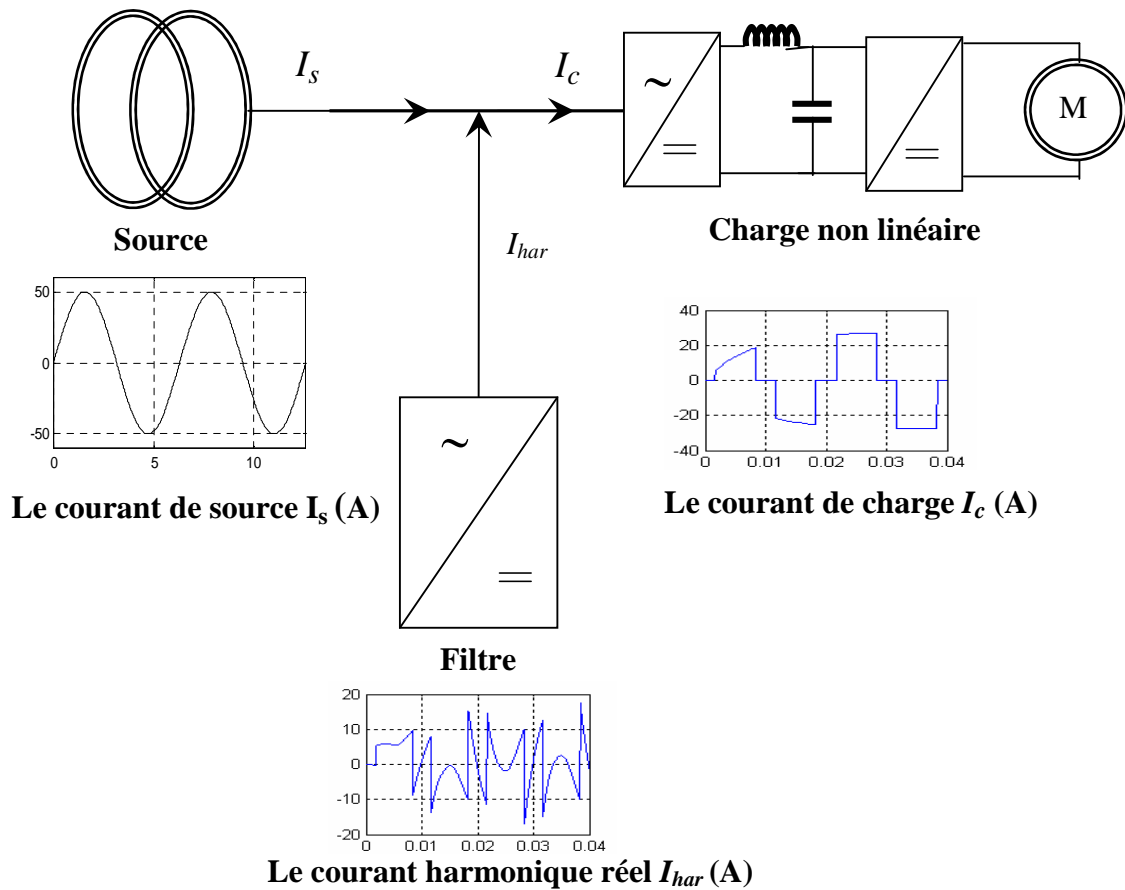 I_s
I_c
~
=
=
M
Source
Charge non linéaire
I_har
50
0
-50
0 5 10
Le courant de source I_s (A)
40
20
0
-20
-40
0 0.01 0.02 0.03 0.04
Le courant de charge I_c (A)
~
=
Filtre
20
10
0
-10
-20
0 0.01 0.02 0.03 0.04
Le courant harmonique réel I_har (A)